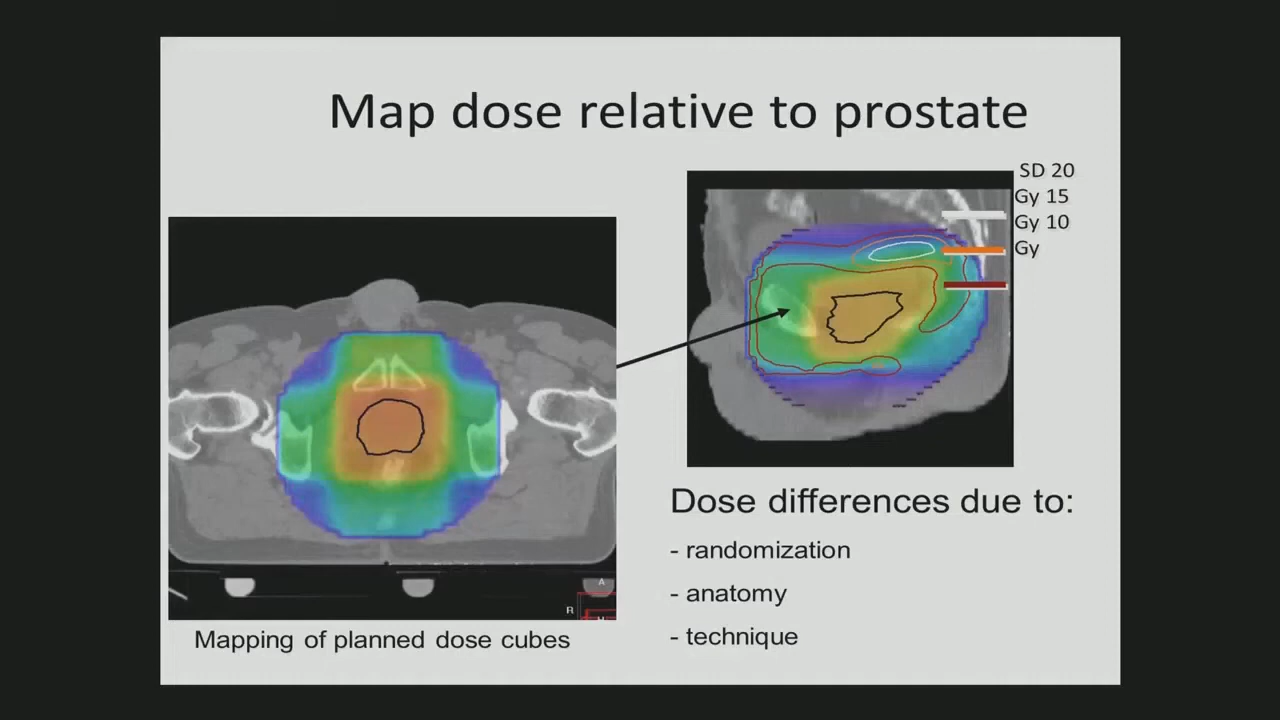 Map dose relative to prostate
SD 20
Gy 15
Gy 10
Gy
A
R
H
Mapping of planned dose cubes
Dose differences due to:
- randomization
- anatomy
- technique